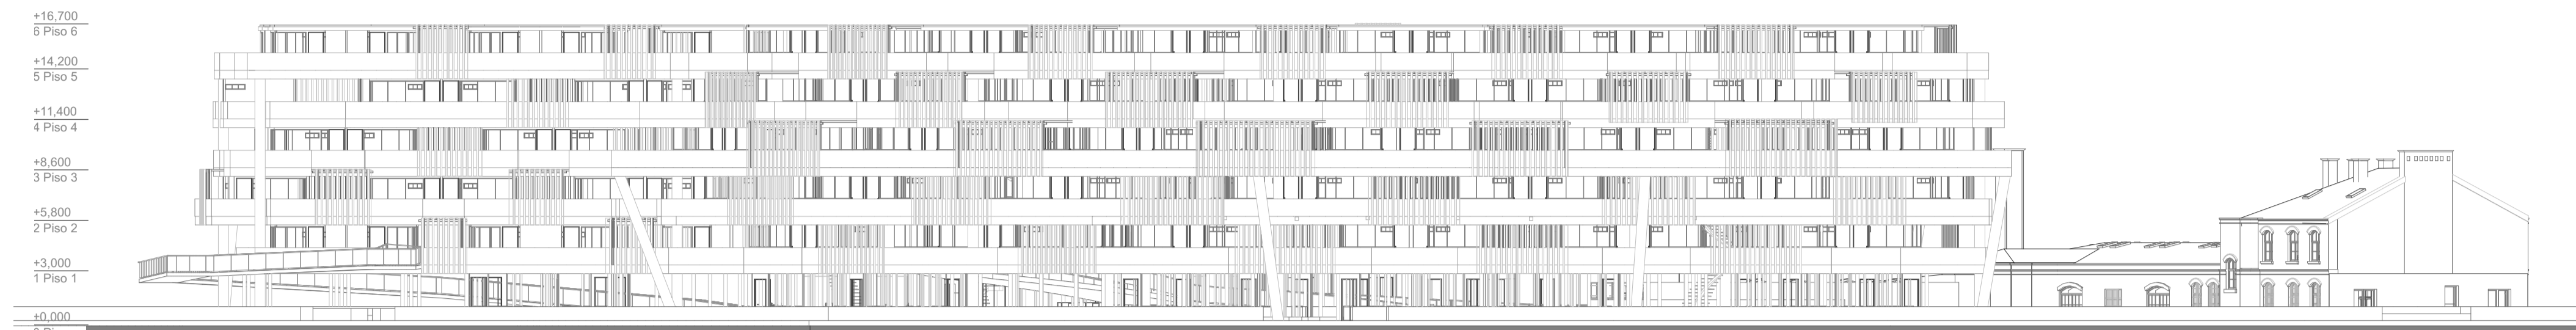 +16,700
6 Piso 6
+14,200
5 Piso 5
+11,400
4 Piso 4
+8,600
3 Piso 3
+5,800
2 Piso 2
+3,000
1 Piso 1
+0,000